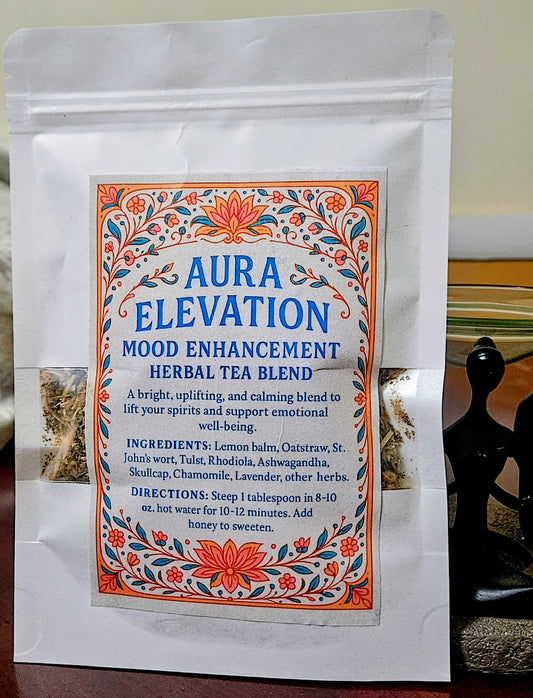 AURA
ELEVATION
MOOD ENHANCEMENT
HERBAL TEA BLEND
A bright, uplifting, and calming blend to
lift your spirits and support emotional
well-being.
INGREDIENTS: Lemon balm, Oatstraw, St.
John's wort, Tulst, Rhodiola, Ashwagandha,
Skullcap, Chamomile, Lavender, other herbs.
DIRECTIONS: Steep 1 tablespoon in 8-10
oz. hot water for 10-12 minutes. Add
honey to sweeten.